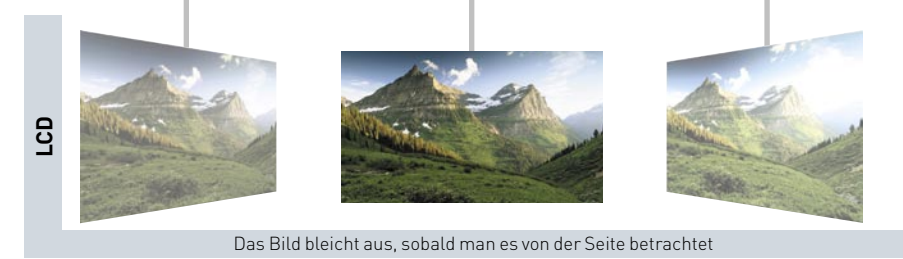 LCD
Das Bild bleicht aus, sobald man es von der Seite betrachtet